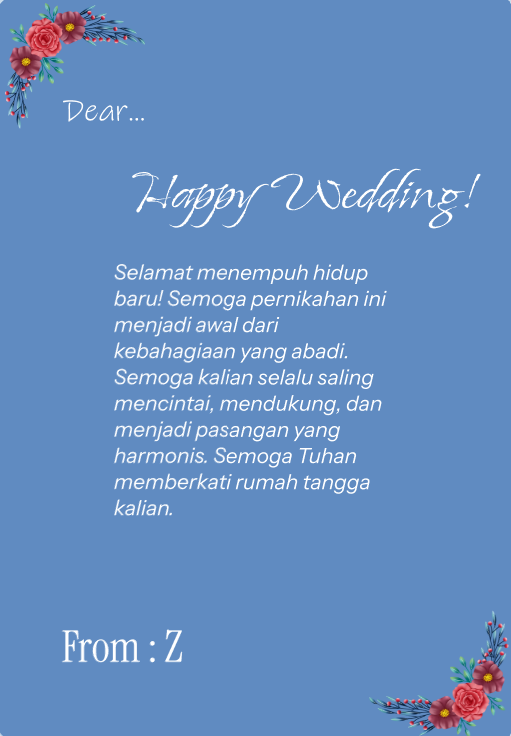 Dear...
Happy Wedding!
Selamat menempuh hidup
baru! Semoga pernikahan ini
menjadi awal dari
kebahagiaan yang abadi.
Semoga kalian selalu saling
mencintai, mendukung, dan
menjadi pasangan yang
harmonis. Semoga Tuhan
memberkati rumah tangga
kalian.
From : Z